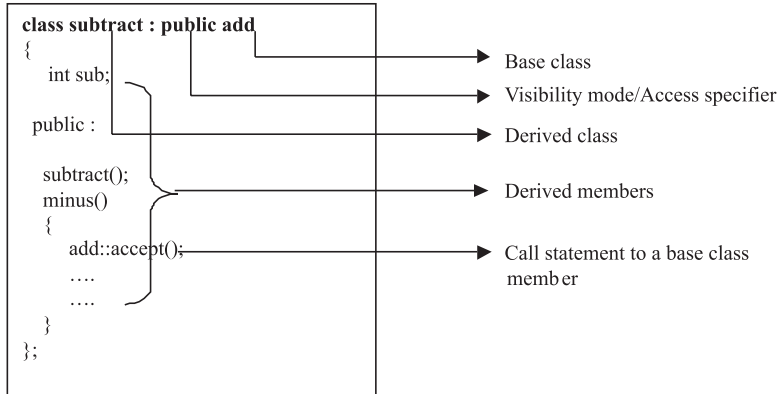 class subtract : public add
{
int sub;
public :
subtract();
minus()
{
add::accept();
....
....
}
};
Base class
Visibility mode/Access specifier
Derived class
Derived members
Call statement to a base class
member